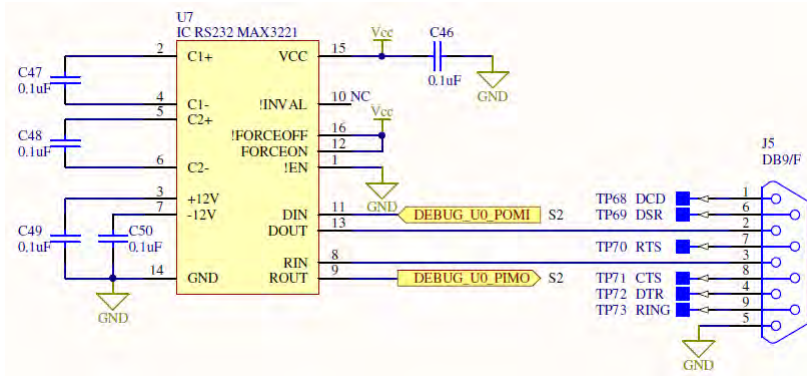 U7
IC RS232 MAX3221
2
C1+
VCC
15
Vcc
C46
0.1uF
GND
C47
0.1uF
4
C1-
5
C2+
!INVAL
10 NC
Vcc
C48
0.1uF
!FORCEOFF
16
FORCEON
12
6
C2-
!EN
1
GND
3
+12V
7
-12V
DIN
11
DEBUG_U0_POMI
S2
DOUT
13
C49
0.1uF
C50
0.1uF
RIN
8
14
GND
ROUT
9
DEBUG_U0_PIMO
S2
GND
J5
DB9/F
TP68 DCD
1
TP69 DSR
6
2
TP70 RTS
7
3
TP71 CTS
8
TP72 DTR
4
TP73 RING
9
5
GND